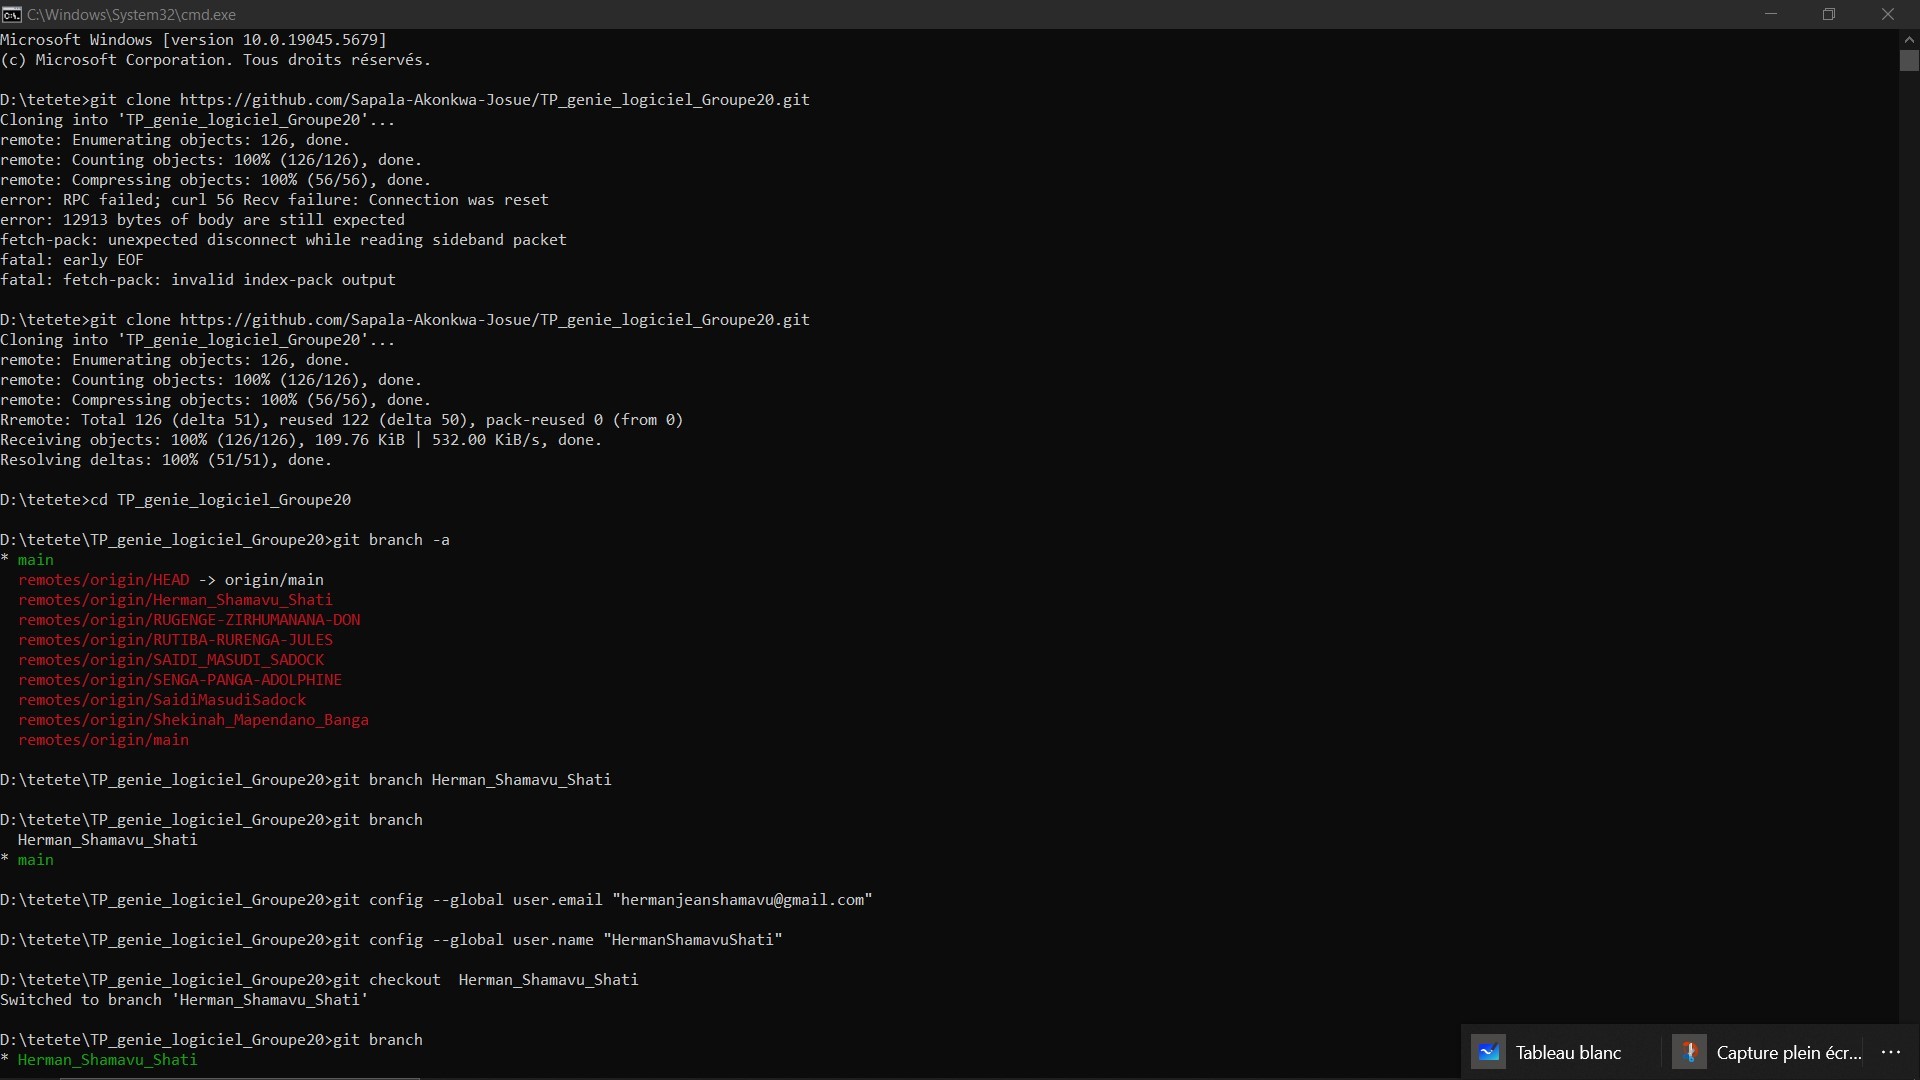 C:\Windows\System32\cmd.exe
Microsoft Windows [version 10.0.19045.5679]
(c) Microsoft Corporation. Tous droits réservés.
D:\tetete>git clone https://github.com/Sapala-Akonkwa-Josue/TP_genie_logiciel_Groupe20.git
Cloning into 'TP_genie_logiciel_Groupe20'...
remote: Enumerating objects: 126, done.
remote: Counting objects: 100% (126/126), done.
remote: Compressing objects: 100% (56/56), done.
error: RPC failed; curl 56 Recv failure: Connection was reset
error: 12913 bytes of body are still expected
fetch-pack: unexpected disconnect while reading sideband packet
fatal: early EOF
fatal: fetch-pack: invalid index-pack output
D:\tetete>git clone https://github.com/Sapala-Akonkwa-Josue/TP_genie_logiciel_Groupe20.git
Cloning into 'TP_genie_logiciel_Groupe20'...
remote: Enumerating objects: 126, done.
remote: Counting objects: 100% (126/126), done.
remote: Compressing objects: 100% (56/56), done.
Rremote: Total 126 (delta 51), reused 122 (delta 50), pack-reused 0 (from 0)
Receiving objects: 100% (126/126), 109.76 KiB | 532.00 KiB/s, done.
Resolving deltas: 100% (51/51), done.
D:\tetete>cd TP_genie_logiciel_Groupe20
D:\tetete\TP_genie_logiciel_Groupe20>git branch -a
* main
remotes/origin/HEAD -> origin/main
remotes/origin/Herman_Shamavu_Shati
remotes/origin/RUGENGE-ZIRHUMANANA-DON
remotes/origin/RUTIBA-RURENGA-JULES
remotes/origin/SAIDI_MASUDI_SADOCK
remotes/origin/SENGA-PANGA-ADOLPHINE
remotes/origin/SaidiMasudiSadock
remotes/origin/Shekinah_Mapendano_Banga
remotes/origin/main
D:\tetete\TP_genie_logiciel_Groupe20>git branch Herman_Shamavu_Shati
D:\tetete\TP_genie_logiciel_Groupe20>git branch
Herman_Shamavu_Shati
* main
D:\tetete\TP_genie_logiciel_Groupe20>git config --global user.email "hermanjeanshamavu@gmail.com"
D:\tetete\TP_genie_logiciel_Groupe20>git config --global user.name "HermanShamavuShati"
D:\tetete\TP_genie_logiciel_Groupe20>git checkout  Herman_Shamavu_Shati
Switched to branch 'Herman_Shamavu_Shati'
D:\tetete\TP_genie_logiciel_Groupe20>git branch
* Herman_Shamavu_Shati
Tableau blanc
Capture plein écr...